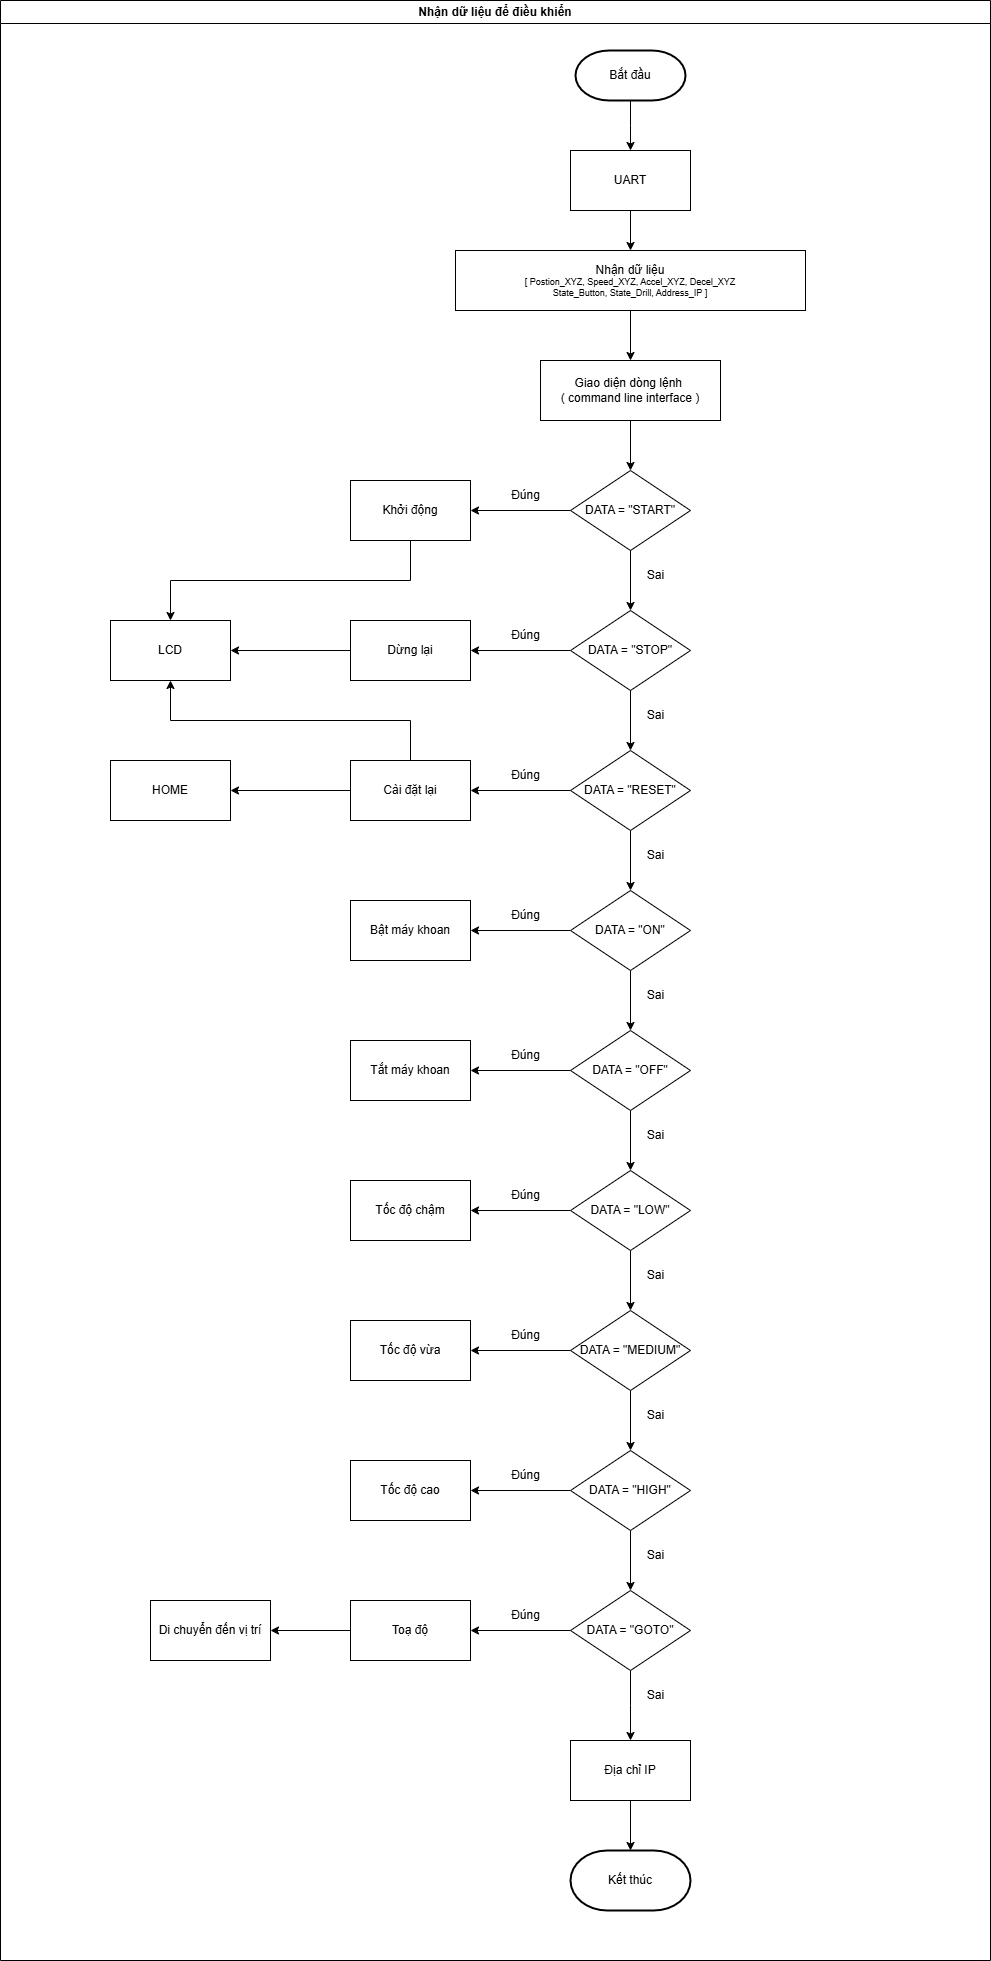 Nhận dữ liệu để điều khiển
Bắt đầu
UART
Nhận dữ liệu
[ Postion_XYZ, Speed_XYZ, Accel_XYZ, Decel_XYZ
State_Button, State_Drill, Address_IP ]
Giao diện dòng lệnh
( command line interface )
Khởi động
Đúng
DATA = "START"
Sai
LCD
Dừng lại
Đúng
DATA = "STOP"
Sai
HOME
Cài đặt lại
Đúng
DATA = "RESET"
Sai
Bật máy khoan
Đúng
DATA = "ON"
Sai
Tắt máy khoan
Đúng
DATA = "OFF"
Sai
Tốc độ chậm
Đúng
DATA = "LOW"
Sai
Tốc độ vừa
Đúng
DATA = "MEDIUM"
Sai
Tốc độ cao
Đúng
DATA = "HIGH"
Sai
Di chuyển đến vị trí
Toạ độ
Đúng
DATA = "GOTO"
Sai
Địa chỉ IP
Kết thúc